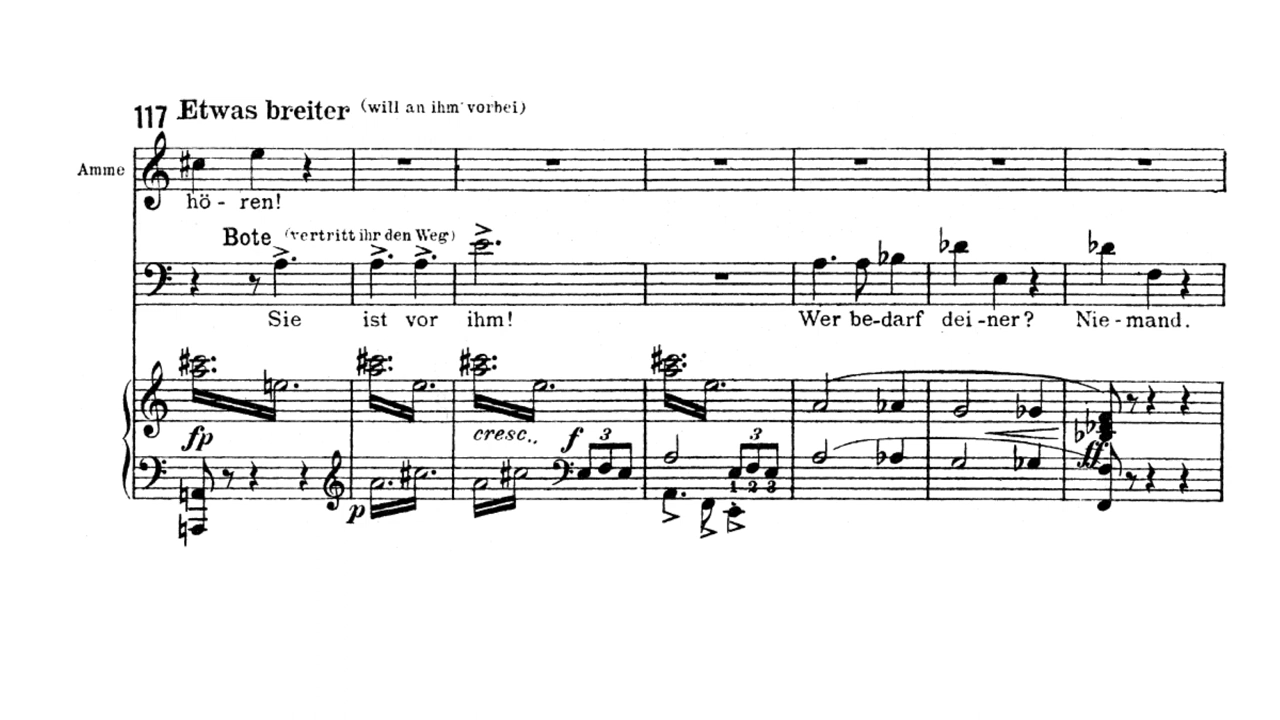 117 Etwas breiter (will an ihm vorbei)
Amme
hö - ren!
Bote (vertritt ihr den Weg)
Sie ist vor ihm! Wer be-darf dei-ner? Nie-mand.
fp cresc.. f 3 3
p 1 2 3 ff